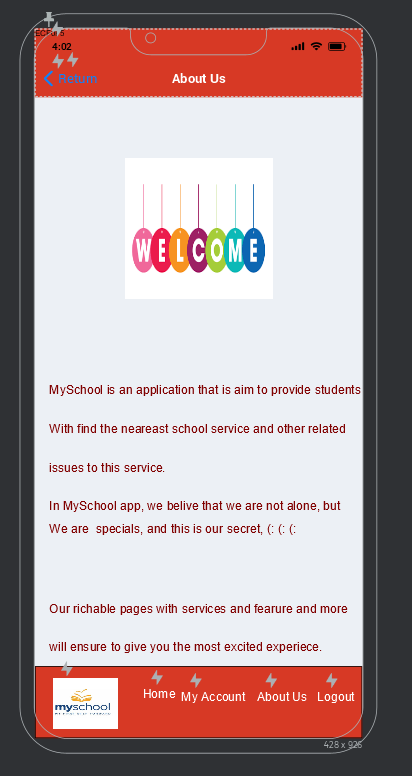 4:02
Return
About Us
WELCOME
MySchool is an application that is aim to provide students
With find the neareast school service and other related
issues to this service.
In MySchool app, we belive that we are not alone, but
We are specials, and this is our secret, (: (: (:
Our richable pages with services and fearure and more
will ensure to give you the most excited experiece.
myschool
Home
My Account
About Us
Logout
428 x 926